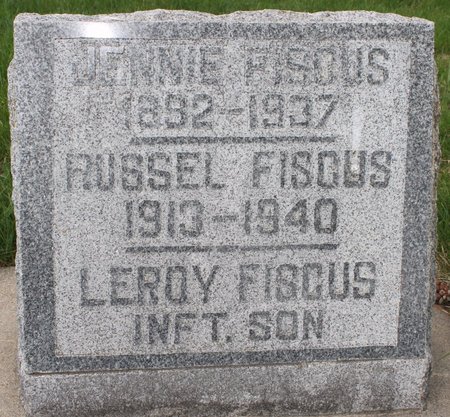 JENNIE FISCUS
1892-1937
RUSSEL FISCUS
1913-1940
LEROY FISCUS
INFT. SON